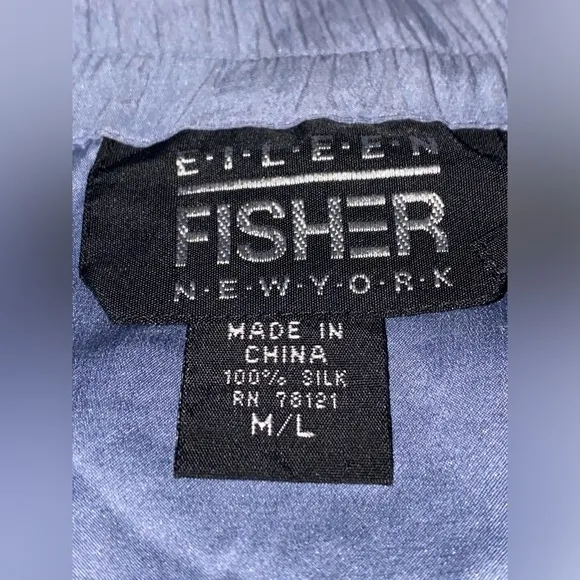 E·I·L·E·E·N
FISHER
N·E·W·Y·O·R·K
MADE IN
CHINA
100% SILK
RN 78121
M/L